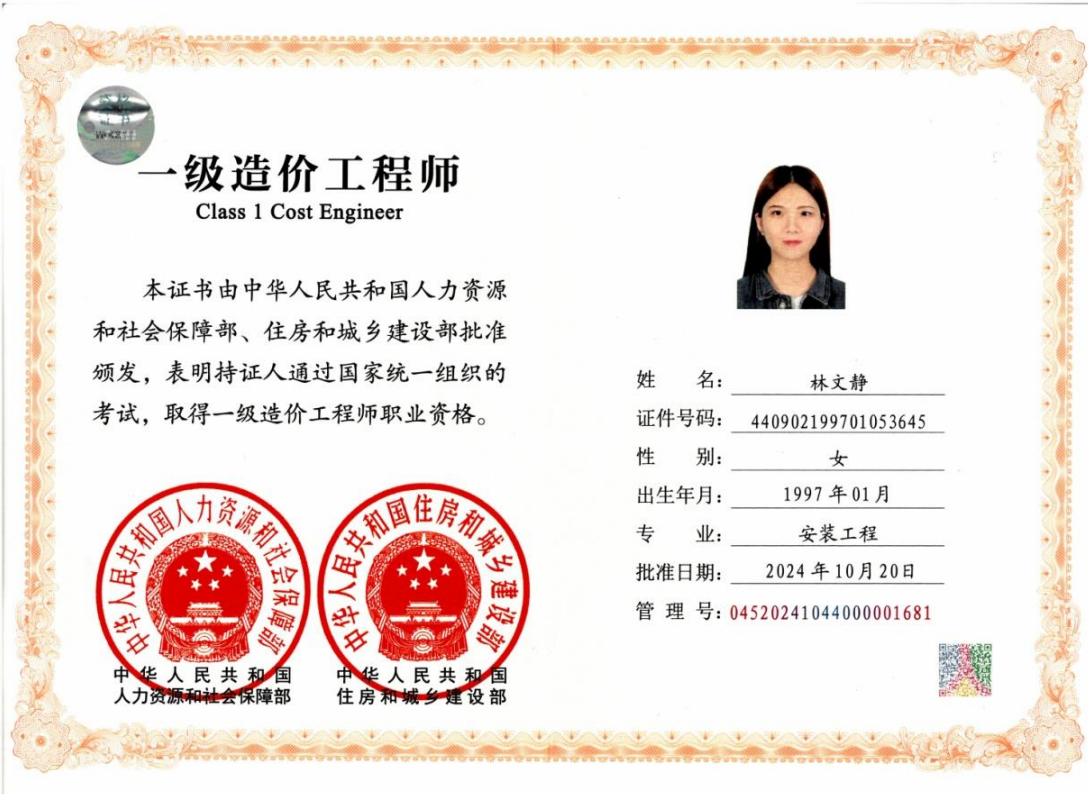 一级造价工程师
Class 1 Cost Engineer
本证书由中华人民共和国人力资源
和社会保障部、住房和城乡建设部批准
颁发，表明持证人通过国家统一组织的
考试，取得一级造价工程师职业资格。
中华人民共和国人力资源和社会保障部
中华人民共和国住房和城乡建设部
中华人民共和国
人力资源和社会保障部
中华人民共和国
住房和城乡建设部
姓 名：林文静
证件号码：440902199701053645
性 别：女
出生年月：1997年01月
专 业：安装工程
批准日期：2024年10月20日
管 理 号：04520241044000001681